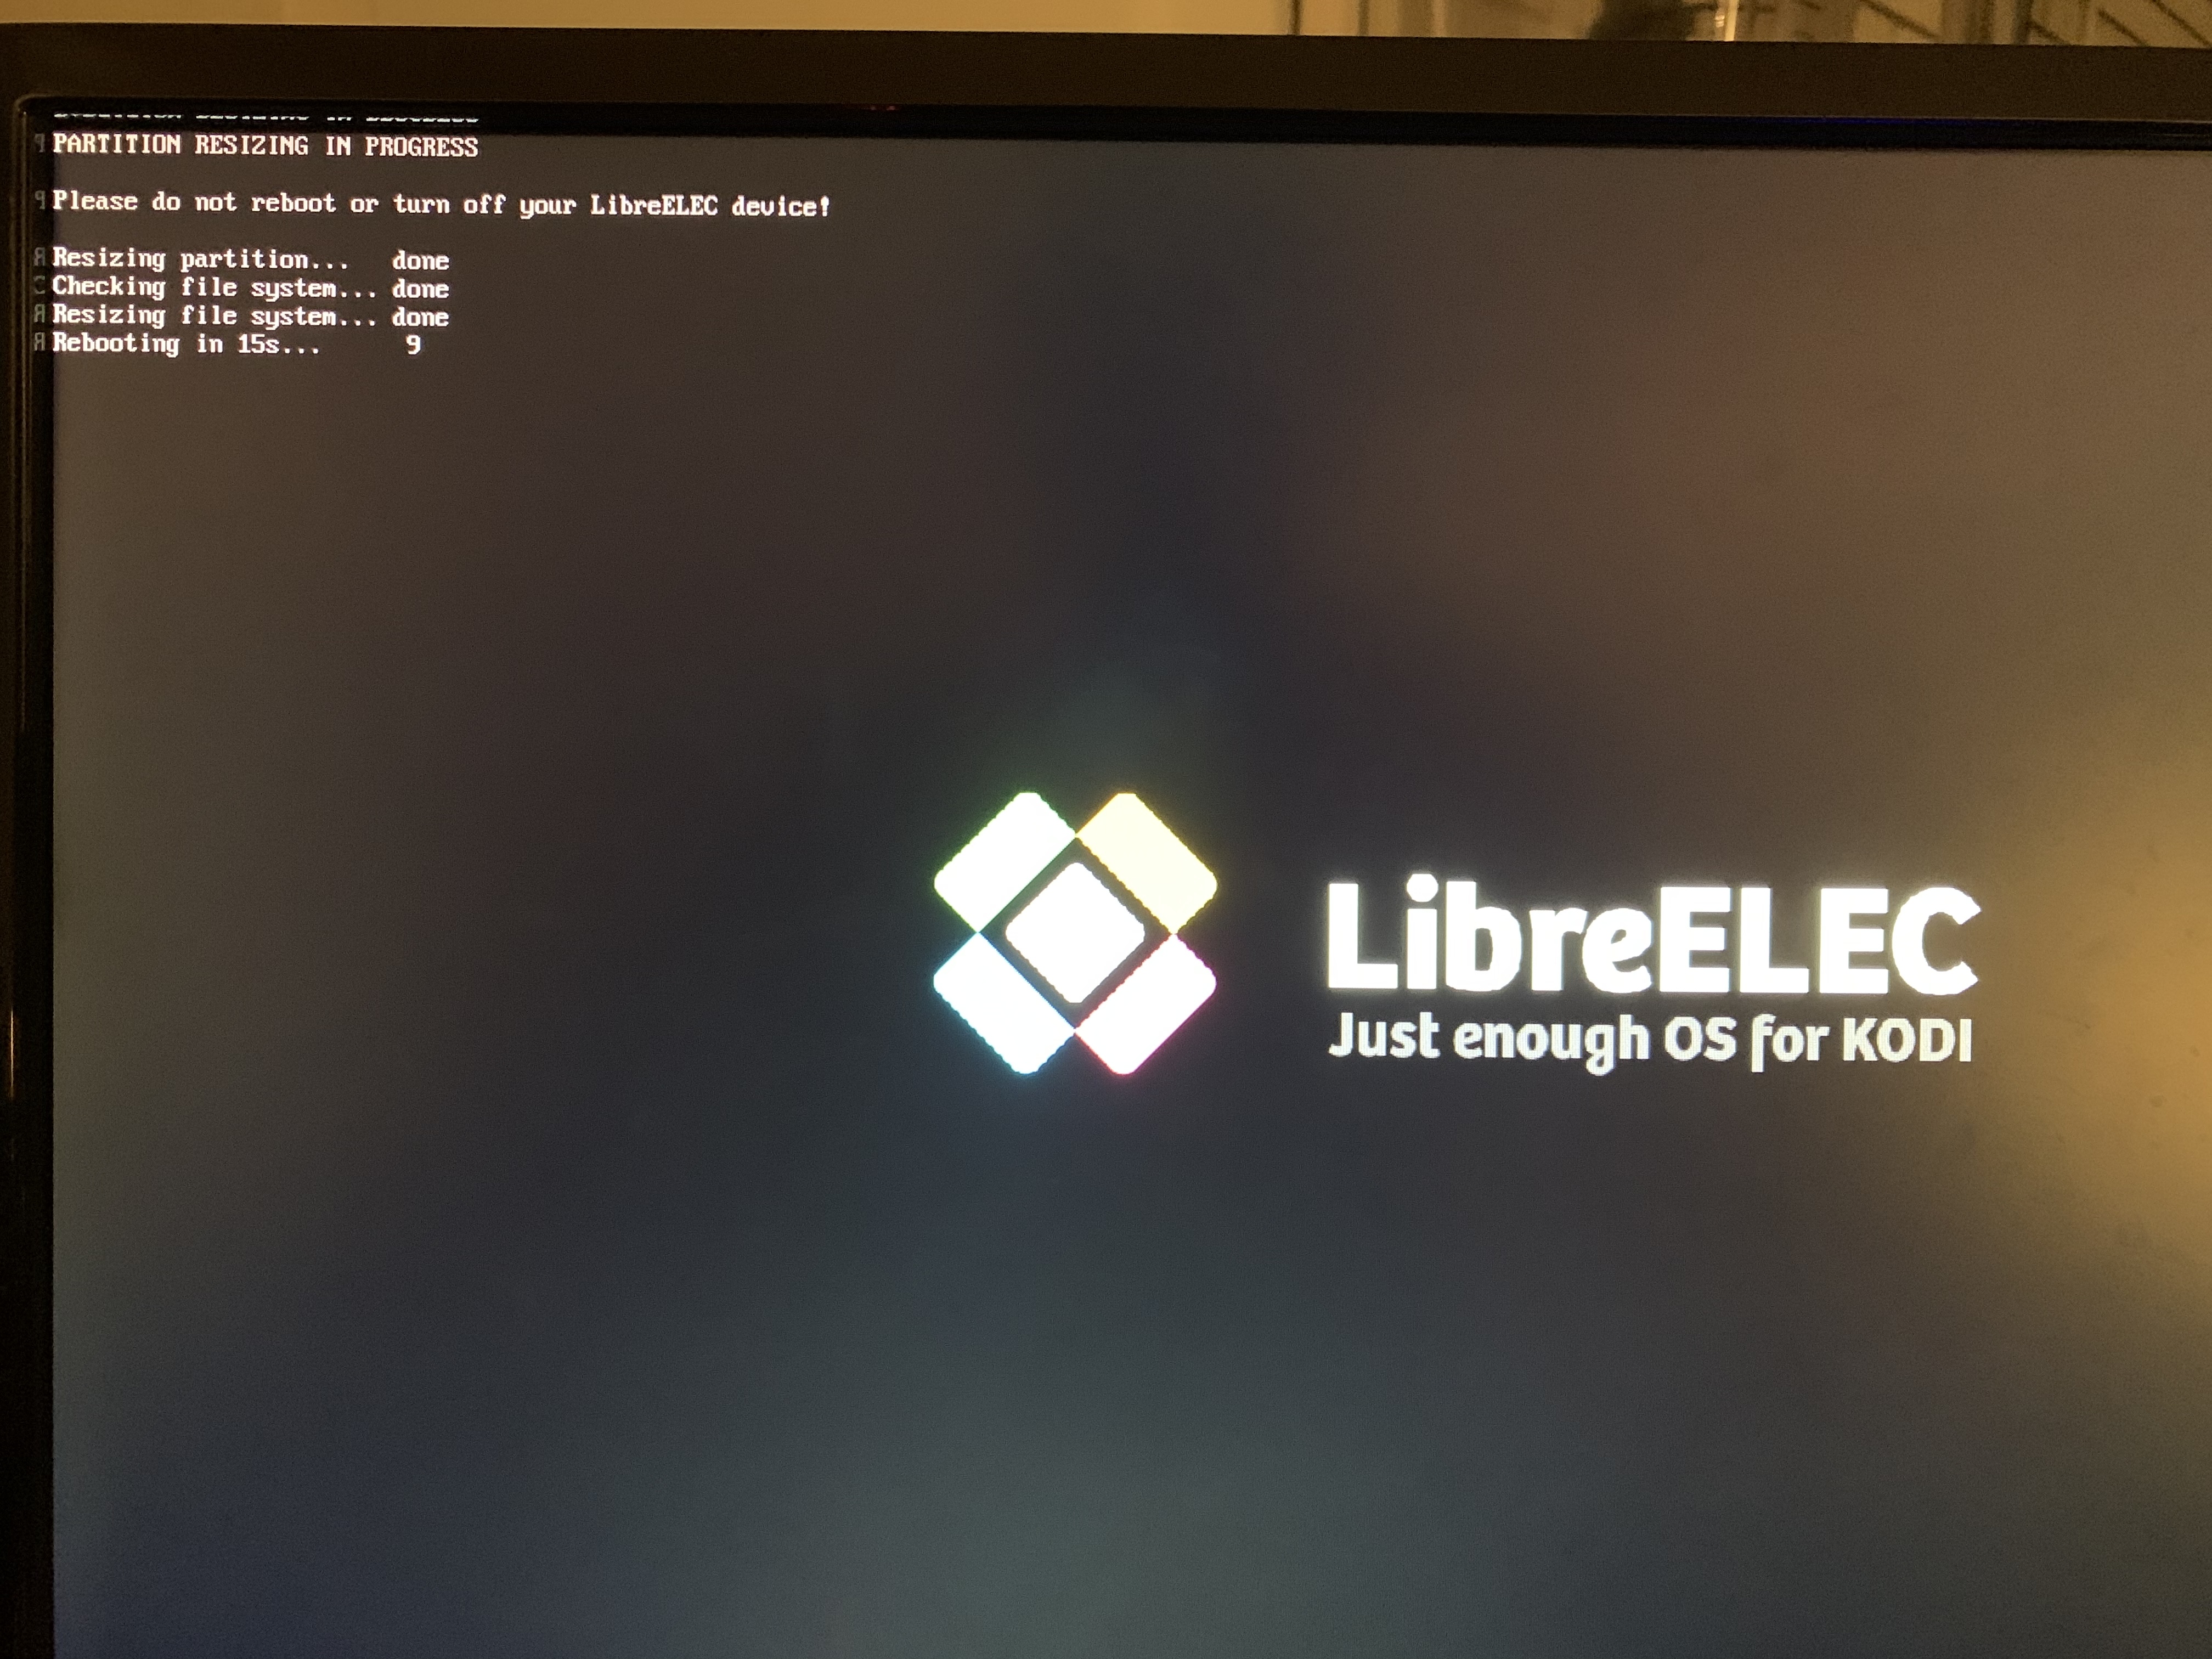 PARTITION RESIZING IN PROGRESS
Please do not reboot or turn off your LibreELEC device!
Resizing partition... done
Checking file system... done
Resizing file system... done
Rebooting in 15s... 9
LibreELEC
Just enough OS for KODI